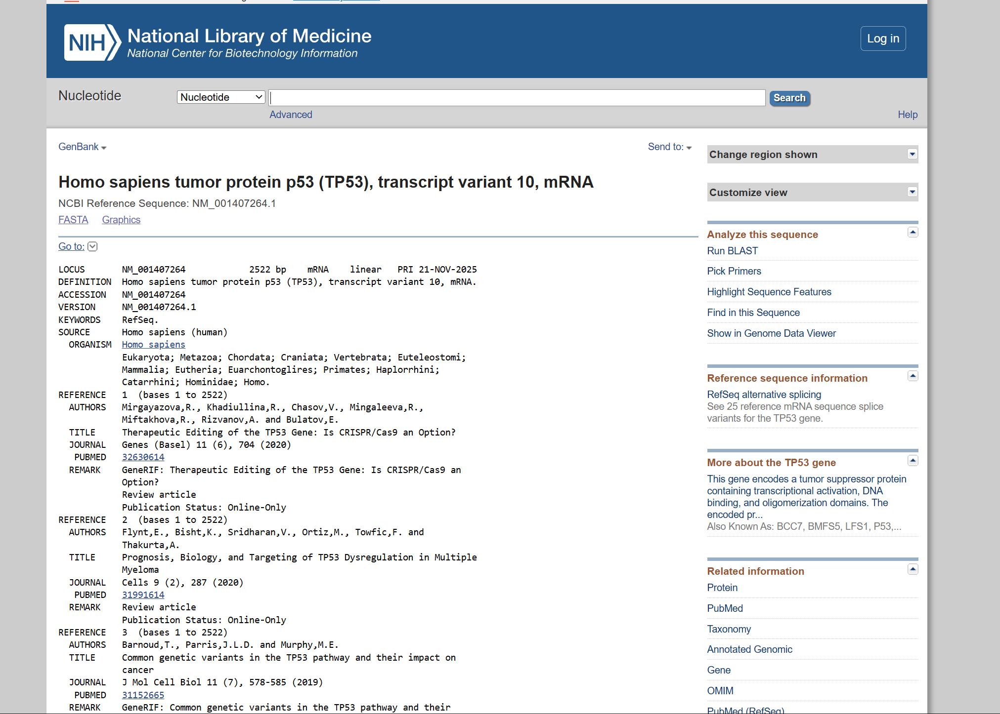 NIH National Library of Medicine
National Center for Biotechnology Information
Log in
Nucleotide
Nucleotide
Search
Advanced
Help
GenBank
Send to:
Homo sapiens tumor protein p53 (TP53), transcript variant 10, mRNA
NCBI Reference Sequence: NM_001407264.1
FASTA Graphics
Go to:
LOCUS NM_001407264 2522 bp mRNA linear PRI 21-NOV-2025
DEFINITION Homo sapiens tumor protein p53 (TP53), transcript variant 10, mRNA.
ACCESSION NM_001407264
VERSION NM_001407264.1
KEYWORDS RefSeq.
SOURCE Homo sapiens (human)
ORGANISM Homo sapiens
Eukaryota; Metazoa; Chordata; Craniata; Vertebrata; Euteleostomi;
Mammalia; Eutheria; Euarchontoglires; Primates; Haplorrhini;
Catarrhini; Hominidae; Homo.
REFERENCE 1 (bases 1 to 2522)
AUTHORS Mirgayazova,R., Khadiullina,R., Chasov,V., Mingaleeva,R.,
Miftakhova,R., Rizvanov,A. and Bulatov,E.
TITLE Therapeutic Editing of the TP53 Gene: Is CRISPR/Cas9 an Option?
JOURNAL Genes (Basel) 11 (6), 704 (2020)
PUBMED 32630614
REMARK GeneRIF: Therapeutic Editing of the TP53 Gene: Is CRISPR/Cas9 an
Option?
Review article
Publication Status: Online-Only
REFERENCE 2 (bases 1 to 2522)
AUTHORS Flynt,E., Bisht,K., Sridharan,V., Ortiz,M., Towfic,F. and
Thakurta,A.
TITLE Prognosis, Biology, and Targeting of TP53 Dysregulation in Multiple
Myeloma
JOURNAL Cells 9 (2), 287 (2020)
PUBMED 31991614
REMARK Review article
Publication Status: Online-Only
REFERENCE 3 (bases 1 to 2522)
AUTHORS Barnoud,T., Parris,J.L.D. and Murphy,M.E.
TITLE Common genetic variants in the TP53 pathway and their impact on
cancer
JOURNAL J Mol Cell Biol 11 (7), 578-585 (2019)
PUBMED 31152665
REMARK GeneRIF: Common genetic variants in the TP53 pathway and their
Change region shown
Customize view
Analyze this sequence
Run BLAST
Pick Primers
Highlight Sequence Features
Find in this Sequence
Show in Genome Data Viewer
Reference sequence information
RefSeq alternative splicing
See 25 reference mRNA sequence splice
variants for the TP53 gene.
More about the TP53 gene
This gene encodes a tumor suppressor protein
containing transcriptional activation, DNA
binding, and oligomerization domains. The
encoded pr...
Also Known As: BCC7, BMFS5, LFS1, P53,...
Related information
Protein
PubMed
Taxonomy
Annotated Genomic
Gene
OMIM
PubMed (RefSeq)